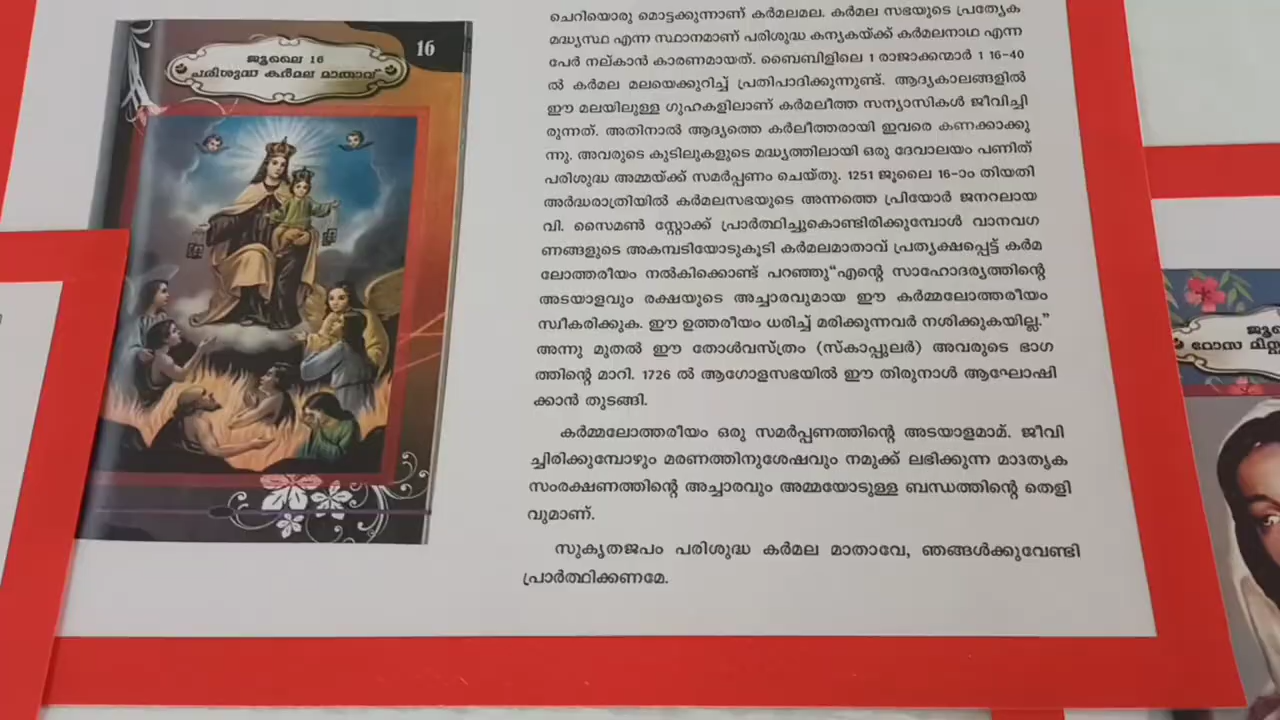 16
ജൂലൈ 16
പരിശുദ്ധ കർമല മാതാവ്
ചെറിയൊരു മൊട്ടക്കുന്നാണ് കർമലമല. കർമല സഭയുടെ പ്രത്യേക
മദ്ധ്യസ്ഥ എന്ന സ്ഥാനമാണ് പരിശുദ്ധ കന്യകയ്ക്ക് കർമലനാഥ എന്ന
പേര് നല്കാൻ കാരണമായത്. ബൈബിളിലെ 1 രാജാക്കന്മാർ 1 16-40
ൽ കർമല മലയെക്കുറിച്ച് പ്രതിപാദിക്കുന്നുണ്ട്. ആദ്യകാലങ്ങളിൽ
ഈ മലയിലുള്ള ഗുഹകളിലാണ് കർമലീത്ത സന്യാസികൾ ജീവിച്ചി
രുന്നത്. അതിനാൽ ആദ്യത്തെ കർലീത്തരായി ഇവരെ കണക്കാക്കു
ന്നു. അവരുടെ കുടിലുകളുടെ മദ്ധ്യത്തിലായി ഒരു ദേവാലയം പണിത്
പരിശുദ്ധ അമ്മയ്ക്ക് സമർപ്പണം ചെയ്തു. 1251 ജൂലൈ 16-ാം തിയതി
അർദ്ധരാത്രിയിൽ കർമലസഭയുടെ അന്നത്തെ പ്രിയോർ ജനറലായ
വി. സൈമൺ സ്റ്റോക്ക് പ്രാർത്ഥിച്ചുകൊണ്ടിരിക്കുമ്പോൾ വാനവഗ
ണങ്ങളുടെ അകമ്പടിയോടുകൂടി കർമലമാതാവ് പ്രത്യക്ഷപ്പെട്ട് കർമ
ലോത്തരീയം നൽകിക്കൊണ്ട് പറഞ്ഞു“എന്റെ സാഹോദര്യത്തിന്റെ
അടയാളവും രക്ഷയുടെ അച്ചാരവുമായ ഈ കർമ്മലോത്തരീയം
സ്വീകരിക്കുക. ഈ ഉത്തരീയം ധരിച്ച് മരിക്കുന്നവർ നശിക്കുകയില്ല.”
അന്നു മുതൽ ഈ തോൾവസ്ത്രം (സ്കാപ്പുലർ) അവരുടെ ഭാഗ
ത്തിന്റെ മാറി. 1726 ൽ ആഗോളസഭയിൽ ഈ തിരുനാൾ ആഘോഷി
ക്കാൻ തുടങ്ങി.
കർമ്മലോത്തരീയം ഒരു സമർപ്പണത്തിന്റെ അടയാളമാമ്. ജീവി
ച്ചിരിക്കുമ്പോഴും മരണത്തിനുശേഷവും നമുക്ക് ലഭിക്കുന്ന മാദതൃക
സംരക്ഷണത്തിന്റെ അച്ചാരവും അമ്മയോടുള്ള ബന്ധത്തിന്റെ തെളി
വുമാണ്.
സുകൃതജപം പരിശുദ്ധ കർമല മാതാവേ, ഞങ്ങൾക്കുവേണ്ടി
പ്രാർത്ഥിക്കണമേ.
റോസ